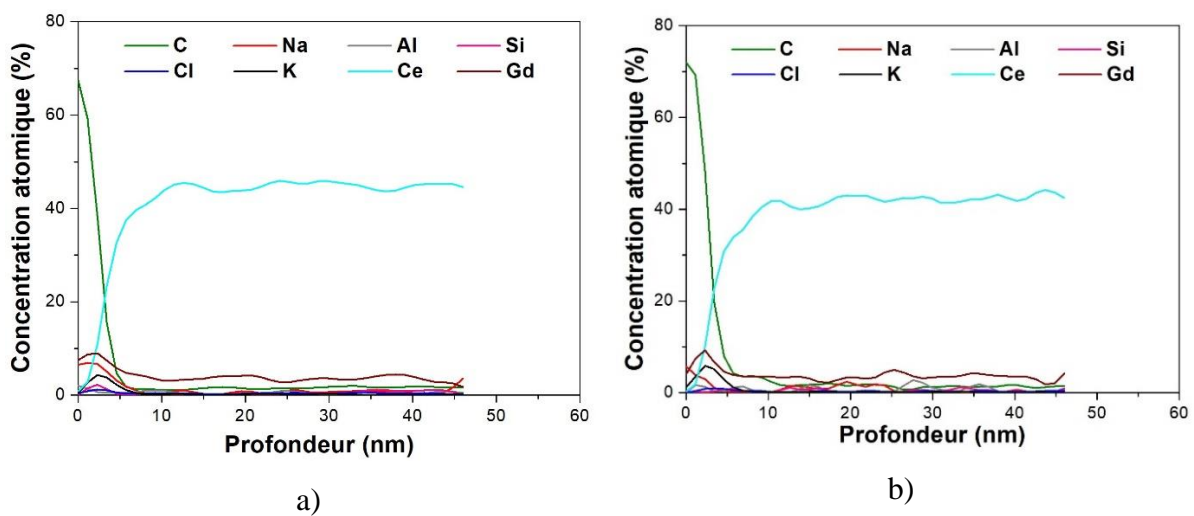 80
60
40
20
0
Concentration atomique (%)
C Na Al Si
Cl K Ce Gd
0 10 20 30 40 50 60
Profondeur (nm)
a)
80
60
40
20
0
Concentration atomique (%)
C Na Al Si
Cl K Ce Gd
0 10 20 30 40 50 60
Profondeur (nm)
b)